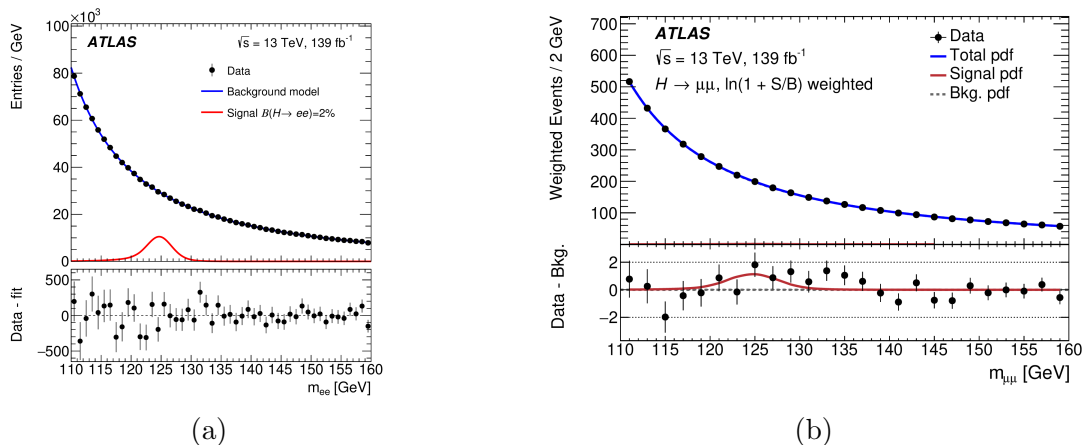 ×10³
100
80
60
40
20
0
Entries / GeV
ATLAS
√s = 13 TeV, 139 fb⁻¹
Data
Background model
Signal B(H→ ee)=2%
500
0
−500
Data - fit
110 115 120 125 130 135 140 145 150 155 160
m_ee [GeV]
(a)
700
600
500
400
300
200
100
Weighted Events / 2 GeV
ATLAS
√s = 13 TeV, 139 fb⁻¹
H → μμ, ln(1 + S/B) weighted
Data
Total pdf
Signal pdf
Bkg. pdf
2
0
−2
Data - Bkg.
110 115 120 125 130 135 140 145 150 155 160
m_μμ [GeV]
(b)